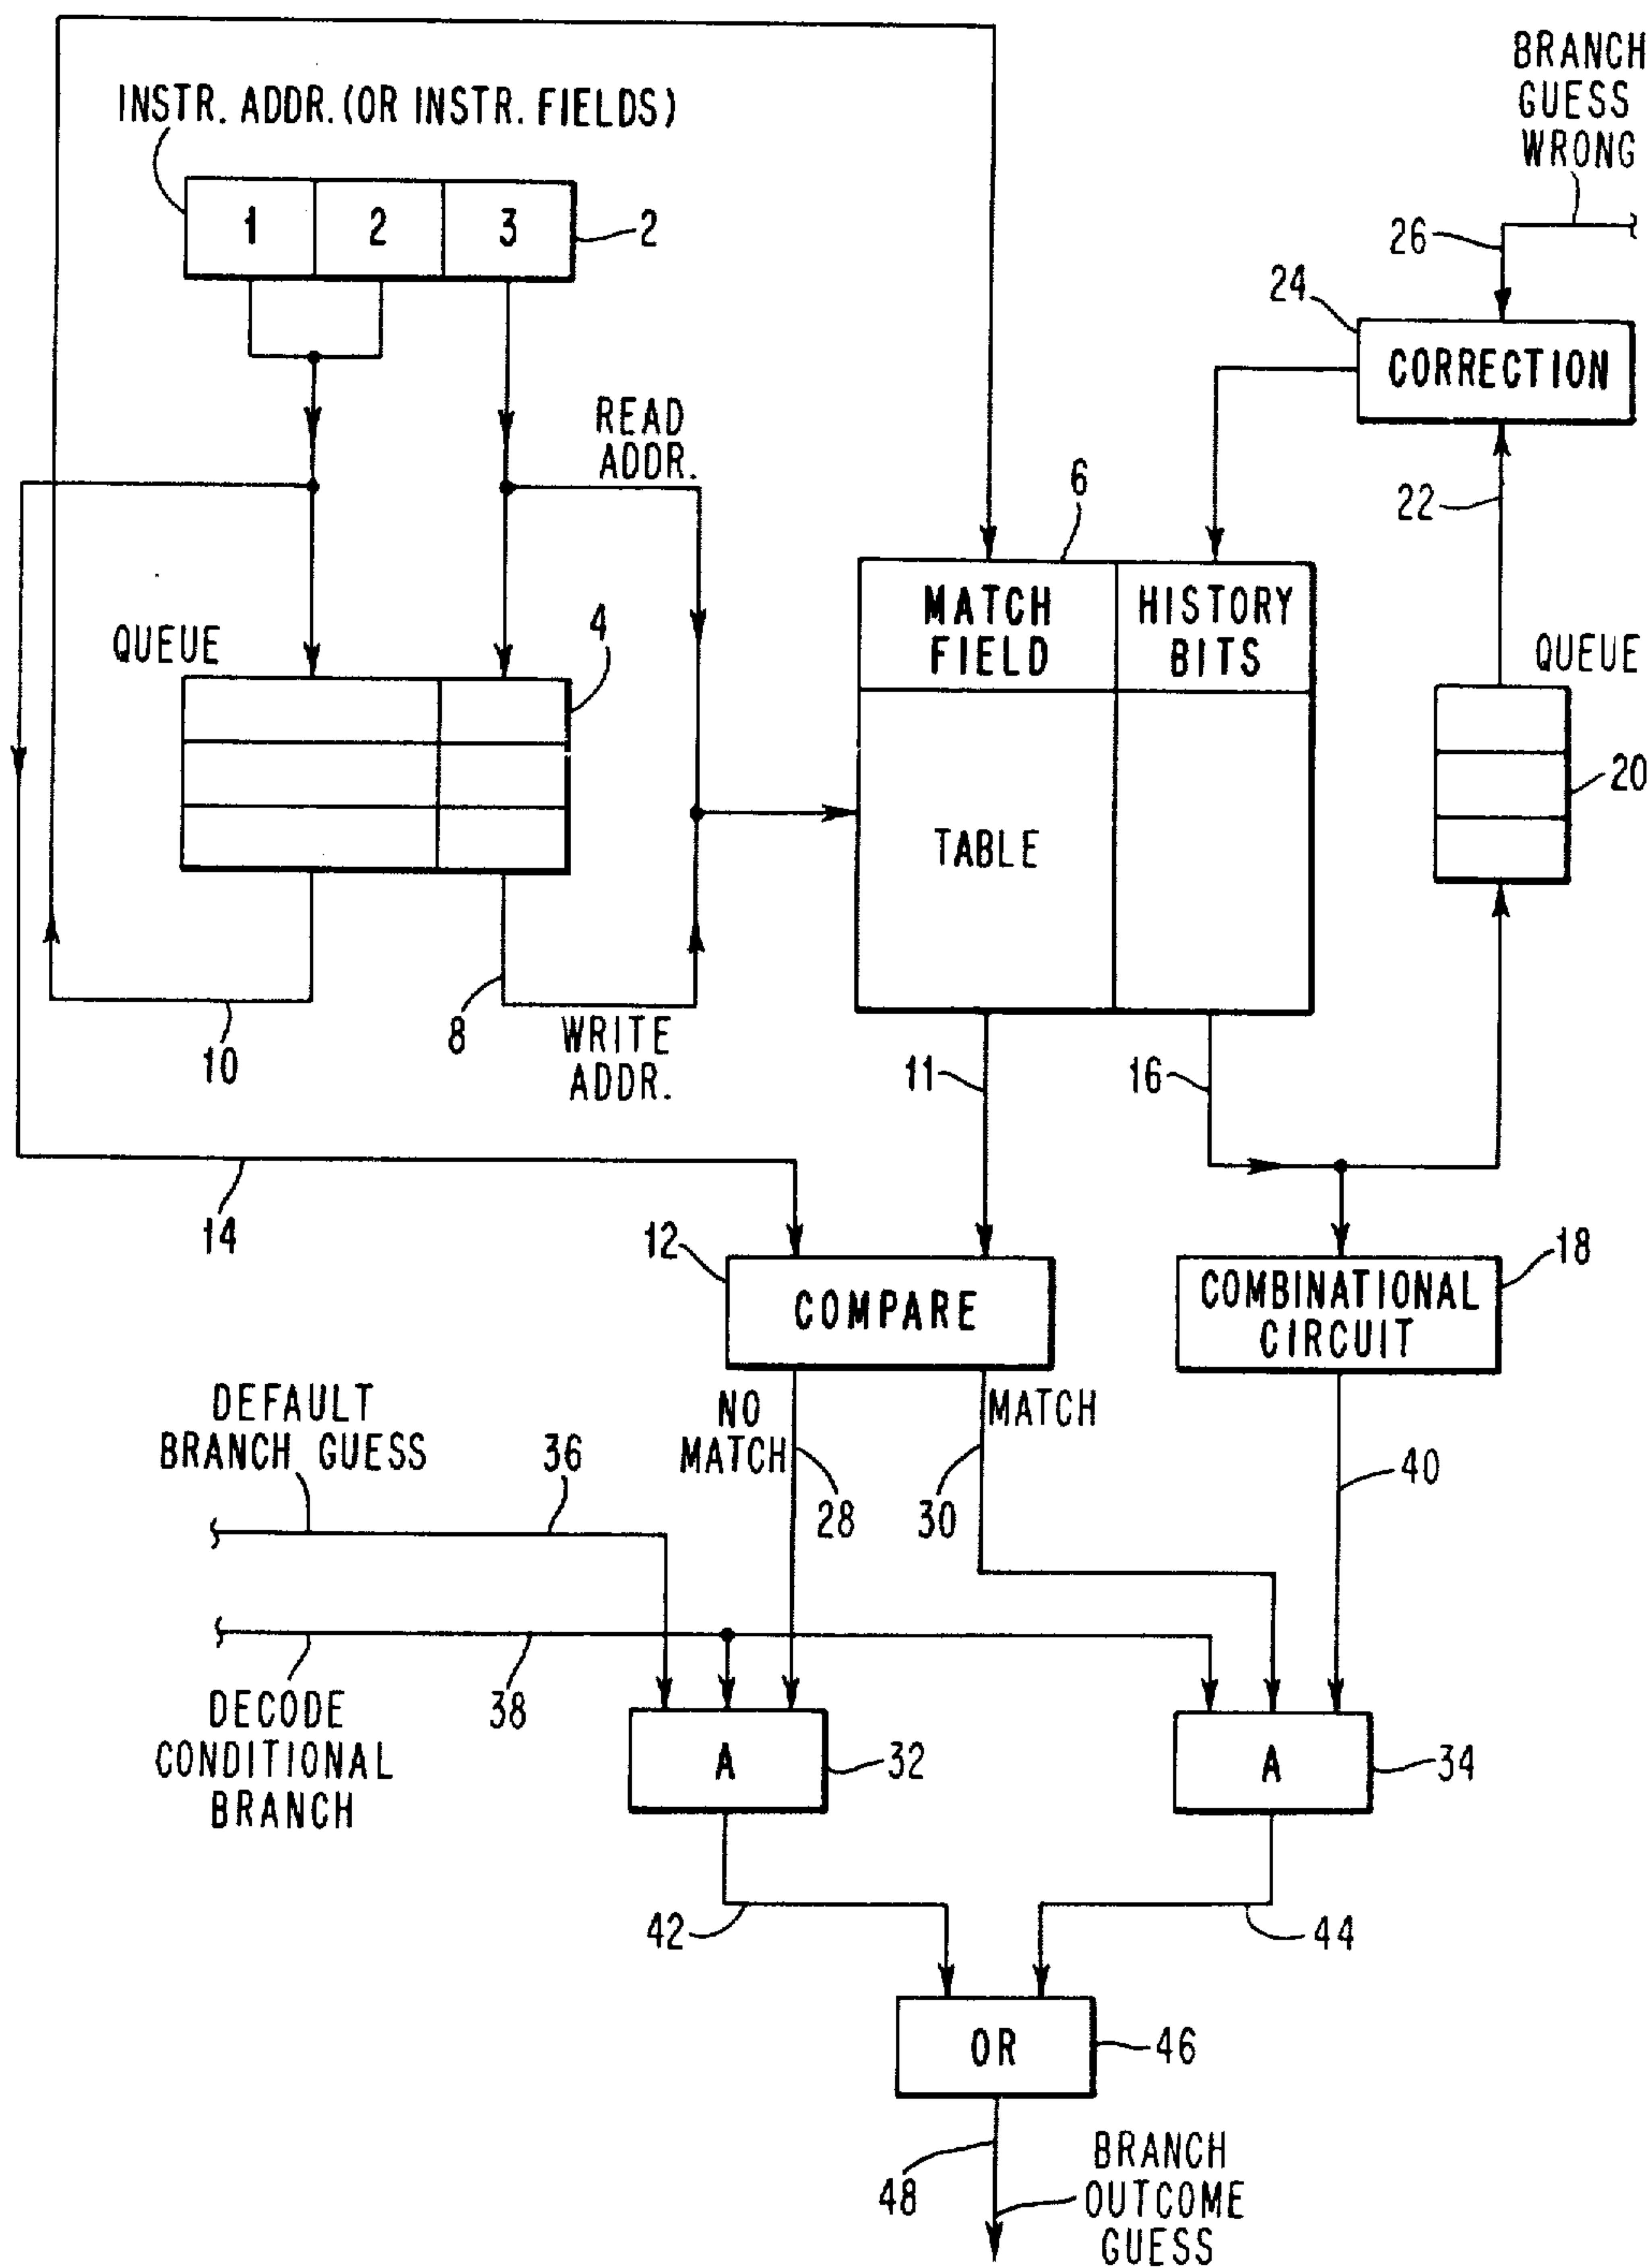 BRANCH
GUESS
WRONG
INSTR. ADDR. (OR INSTR. FIELDS)
1 2 3
2
26
24
CORRECTION
READ
ADDR.
6
22
MATCH
FIELD
HISTORY
BITS
QUEUE
4
QUEUE
20
TABLE
10
8
WRITE
ADDR.
11
16
14
12
COMPARE
18
COMBINATIONAL
CIRCUIT
DEFAULT
BRANCH GUESS
36
NO
MATCH
MATCH
28
30
40
DECODE
CONDITIONAL
BRANCH
38
A
32
A
34
42
44
OR
46
48
BRANCH
OUTCOME
GUESS